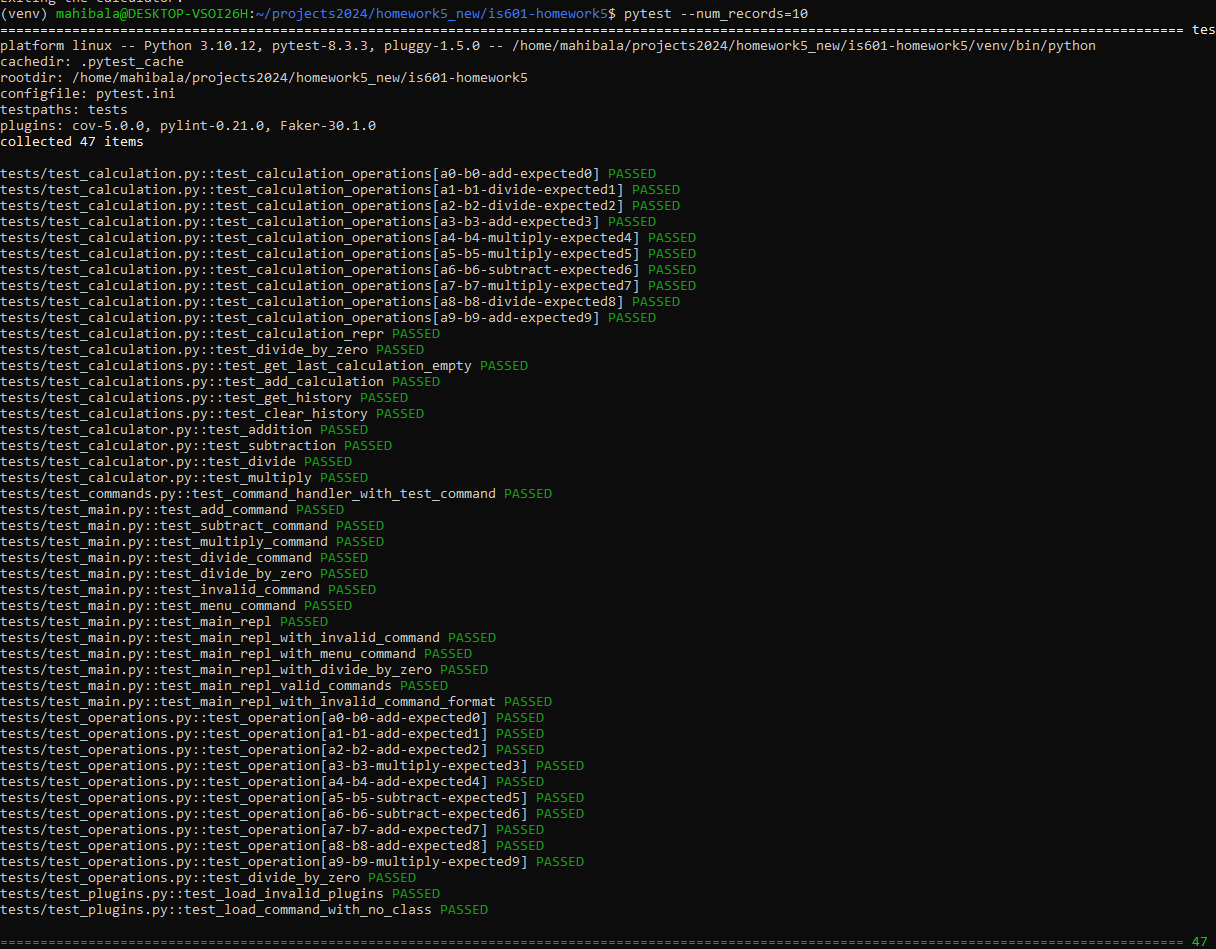 Exiting the calculator.
(venv) mahibala@DESKTOP-VSOI26H:~/projects2024/homework5_new/is601-homework5$ pytest --num_records=10
tes
platform linux -- Python 3.10.12, pytest-8.3.3, pluggy-1.5.0 -- /home/mahibala/projects2024/homework5_new/is601-homework5/venv/bin/python
cachedir: .pytest_cache
rootdir: /home/mahibala/projects2024/homework5_new/is601-homework5
configfile: pytest.ini
testpaths: tests
plugins: cov-5.0.0, pylint-0.21.0, Faker-30.1.0
collected 47 items
tests/test_calculation.py::test_calculation_operations[a0-b0-add-expected0] PASSED
tests/test_calculation.py::test_calculation_operations[a1-b1-divide-expected1] PASSED
tests/test_calculation.py::test_calculation_operations[a2-b2-divide-expected2] PASSED
tests/test_calculation.py::test_calculation_operations[a3-b3-add-expected3] PASSED
tests/test_calculation.py::test_calculation_operations[a4-b4-multiply-expected4] PASSED
tests/test_calculation.py::test_calculation_operations[a5-b5-multiply-expected5] PASSED
tests/test_calculation.py::test_calculation_operations[a6-b6-subtract-expected6] PASSED
tests/test_calculation.py::test_calculation_operations[a7-b7-multiply-expected7] PASSED
tests/test_calculation.py::test_calculation_operations[a8-b8-divide-expected8] PASSED
tests/test_calculation.py::test_calculation_operations[a9-b9-add-expected9] PASSED
tests/test_calculation.py::test_calculation_repr PASSED
tests/test_calculation.py::test_divide_by_zero PASSED
tests/test_calculations.py::test_get_last_calculation_empty PASSED
tests/test_calculations.py::test_add_calculation PASSED
tests/test_calculations.py::test_get_history PASSED
tests/test_calculations.py::test_clear_history PASSED
tests/test_calculator.py::test_addition PASSED
tests/test_calculator.py::test_subtraction PASSED
tests/test_calculator.py::test_divide PASSED
tests/test_calculator.py::test_multiply PASSED
tests/test_commands.py::test_command_handler_with_test_command PASSED
tests/test_main.py::test_add_command PASSED
tests/test_main.py::test_subtract_command PASSED
tests/test_main.py::test_multiply_command PASSED
tests/test_main.py::test_divide_command PASSED
tests/test_main.py::test_divide_by_zero PASSED
tests/test_main.py::test_invalid_command PASSED
tests/test_main.py::test_menu_command PASSED
tests/test_main.py::test_main_repl PASSED
tests/test_main.py::test_main_repl_with_invalid_command PASSED
tests/test_main.py::test_main_repl_with_menu_command PASSED
tests/test_main.py::test_main_repl_with_divide_by_zero PASSED
tests/test_main.py::test_main_repl_valid_commands PASSED
tests/test_main.py::test_main_repl_with_invalid_command_format PASSED
tests/test_operations.py::test_operation[a0-b0-add-expected0] PASSED
tests/test_operations.py::test_operation[a1-b1-add-expected1] PASSED
tests/test_operations.py::test_operation[a2-b2-add-expected2] PASSED
tests/test_operations.py::test_operation[a3-b3-multiply-expected3] PASSED
tests/test_operations.py::test_operation[a4-b4-add-expected4] PASSED
tests/test_operations.py::test_operation[a5-b5-subtract-expected5] PASSED
tests/test_operations.py::test_operation[a6-b6-subtract-expected6] PASSED
tests/test_operations.py::test_operation[a7-b7-add-expected7] PASSED
tests/test_operations.py::test_operation[a8-b8-add-expected8] PASSED
tests/test_operations.py::test_operation[a9-b9-multiply-expected9] PASSED
tests/test_operations.py::test_divide_by_zero PASSED
tests/test_plugins.py::test_load_invalid_plugins PASSED
tests/test_plugins.py::test_load_command_with_no_class PASSED
47